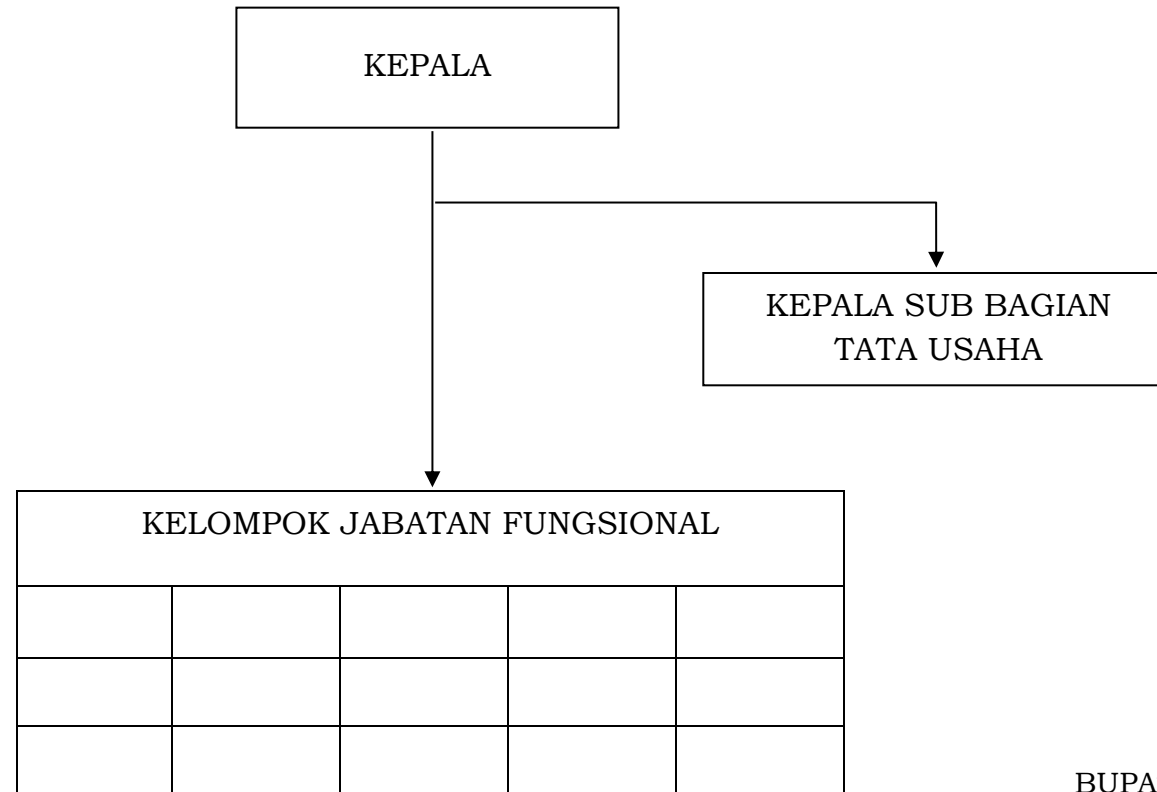 KEPALA
KEPALA SUB BAGIAN
TATA USAHA
KELOMPOK JABATAN FUNGSIONAL
BUPA